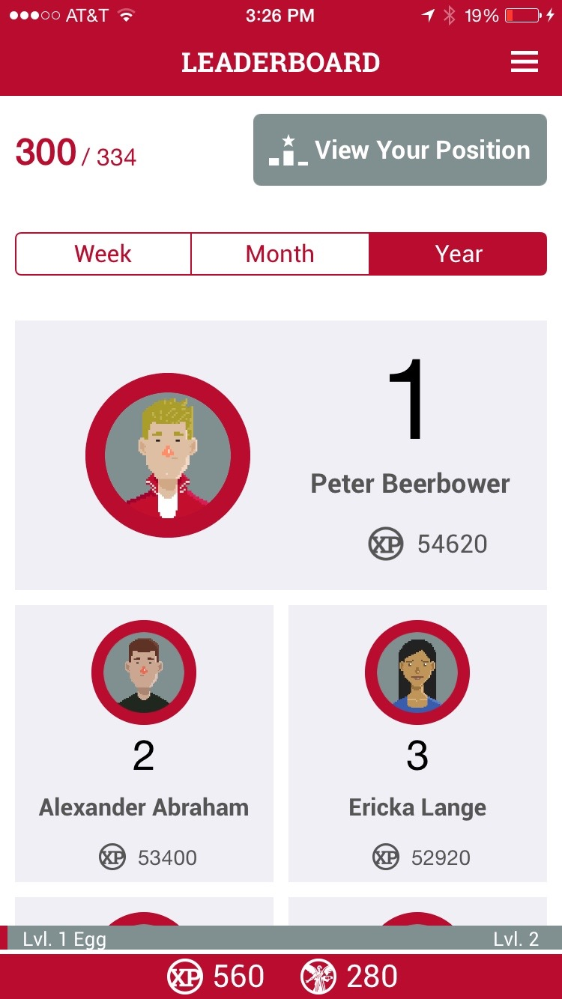 AT&T 3:26 PM 19%
LEADERBOARD
300 / 334
View Your Position
Week Month Year
1
Peter Beerbower
XP 54620
2
Alexander Abraham
XP 53400
3
Ericka Lange
XP 52920
Lvl. 1 Egg Lvl. 2
XP 560 280